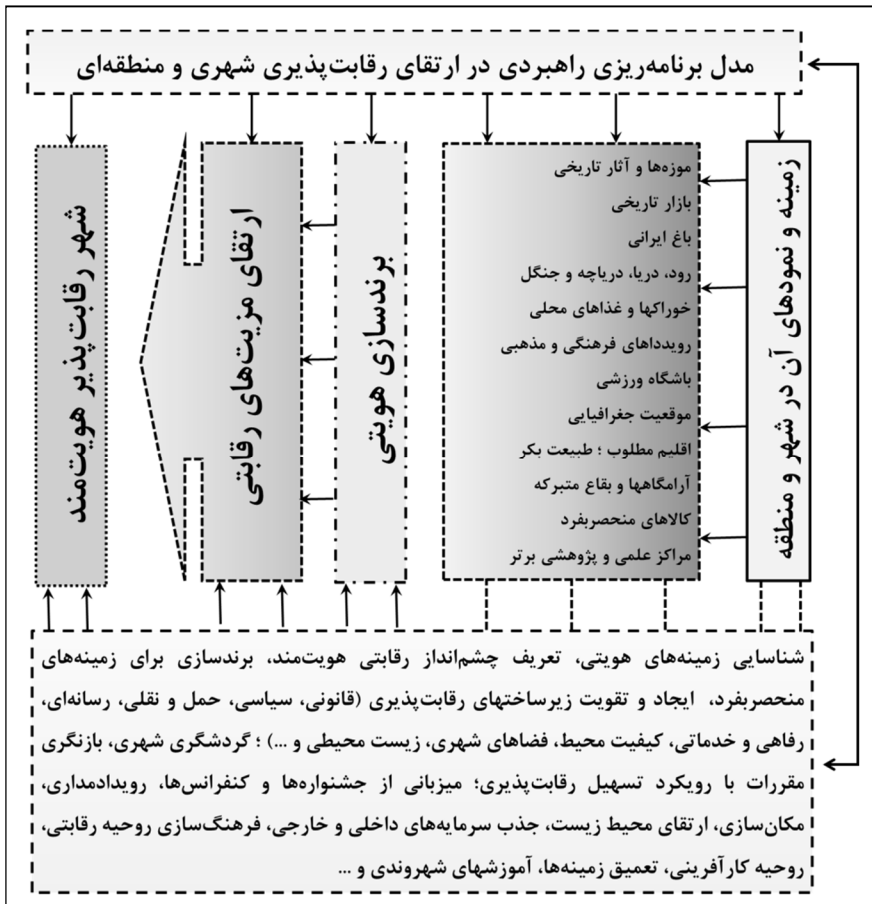 مدل برنامه‌ریزی راهبردی در ارتقای رقابت‌پذیری شهری و منطقه‌ای
زمینه و نمودهای آن در شهر و منطقه
موزه‌ها و آثار تاریخی
بازار تاریخی
باغ ایرانی
رود، دریا، دریاچه و جنگل
خوراکها و غذاهای محلی
رویدداهای فرهنگی و مذهبی
باشگاه ورزشی
موقعیت جغرافیایی
اقلیم مطلوب ؛ طبیعت بکر
آرامگاهها و بقاع متبرکه
کالاهای منحصربفرد
مراکز علمی و پژوهشی برتر
برندسازی هویتی
ارتقای مزیت‌های رقابتی
شهر رقابت‌پذیر هویت‌مند
شناسایی زمینه‌های هویتی، تعریف چشم‌انداز رقابتی هویت‌مند، برندسازی برای زمینه‌های
منحصربفرد، ایجاد و تقویت زیرساختهای رقابت‌پذیری (قانونی، سیاسی، حمل و نقلی، رسانه‌ای،
رفاهی و خدماتی، کیفیت محیط، فضاهای شهری، زیست محیطی و ...) ؛ گردشگری شهری، بازنگری
مقررات با رویکرد تسهیل رقابت‌پذیری؛ میزبانی از جشنواره‌ها و کنفرانس‌ها، رویدادمداری،
مکان‌سازی، ارتقای محیط زیست، جذب سرمایه‌های داخلی و خارجی، فرهنگ‌سازی روحیه رقابتی،
روحیه کارآفرینی، تعمیق زمینه‌ها، آموزشهای شهروندی و ...